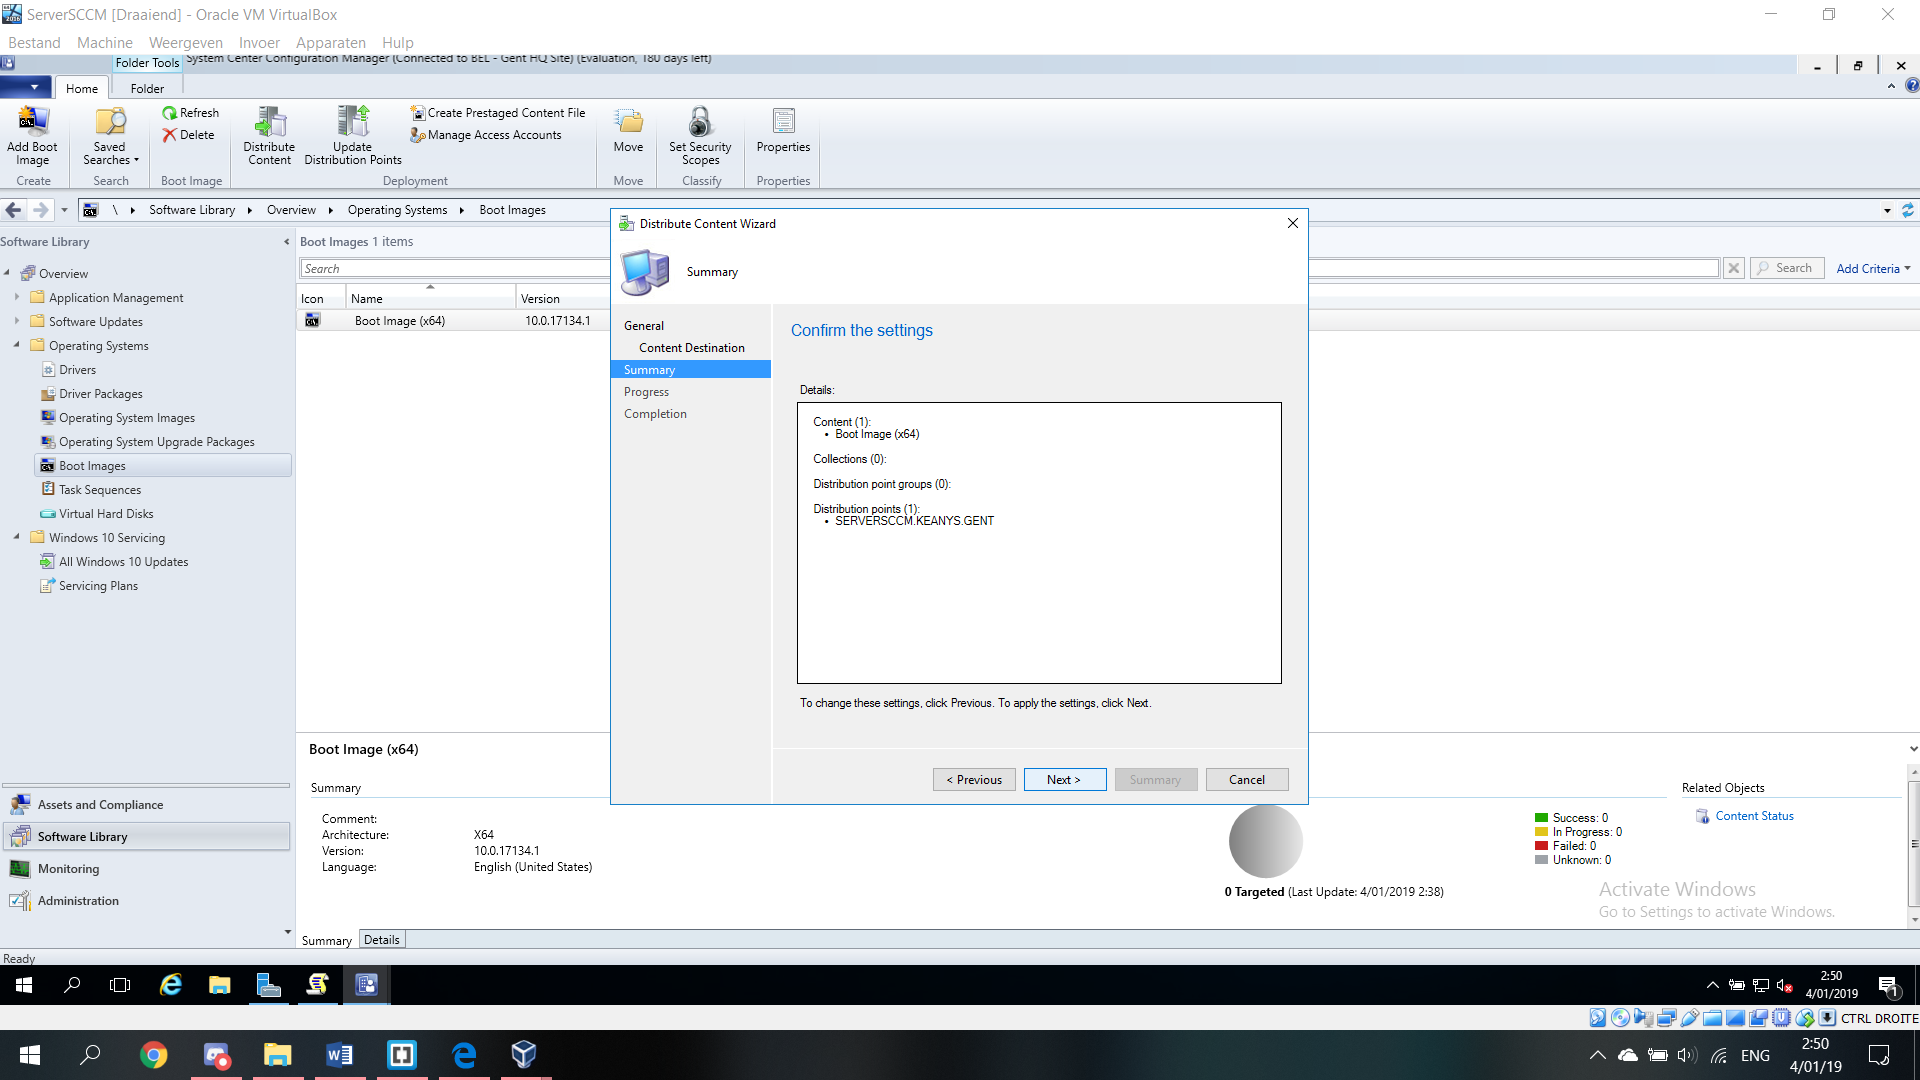 ServerSCCM [Draaiend] - Oracle VM VirtualBox
Bestand Machine Weergeven Invoer Apparaten Hulp
Folder Tools System Center Configuration Manager (Connected to BEL - Gent HQ Site) (Evaluation, 180 days left)
Home Folder
Add Boot Image
Saved Searches
Refresh
Delete
Distribute Content
Update Distribution Points
Create Prestaged Content File
Manage Access Accounts
Move
Set Security Scopes
Properties
Create Search Boot Image Deployment Move Classify Properties
\ Software Library Overview Operating Systems Boot Images
Software Library
Overview
Application Management
Software Updates
Operating Systems
Drivers
Driver Packages
Operating System Images
Operating System Upgrade Packages
Boot Images
Task Sequences
Virtual Hard Disks
Windows 10 Servicing
All Windows 10 Updates
Servicing Plans
Assets and Compliance
Software Library
Monitoring
Administration
Boot Images 1 items
Search
Search Add Criteria
Icon Name Version
Boot Image (x64) 10.0.17134.1
Distribute Content Wizard
Summary
General
Content Destination
Summary
Progress
Completion
Confirm the settings
Details:
Content (1):
• Boot Image (x64)
Collections (0):
Distribution point groups (0):
Distribution points (1):
• SERVERSCCM.KEANYS.GENT
To change these settings, click Previous. To apply the settings, click Next.
< Previous Next > Summary Cancel
Boot Image (x64)
Summary
Comment:
Architecture: X64
Version: 10.0.17134.1
Language: English (United States)
Success: 0
In Progress: 0
Failed: 0
Unknown: 0
0 Targeted (Last Update: 4/01/2019 2:38)
Related Objects
Content Status
Activate Windows
Go to Settings to activate Windows.
Summary Details
Ready
2:50
4/01/2019
1
CTRL DROITE
ENG
2:50
4/01/19